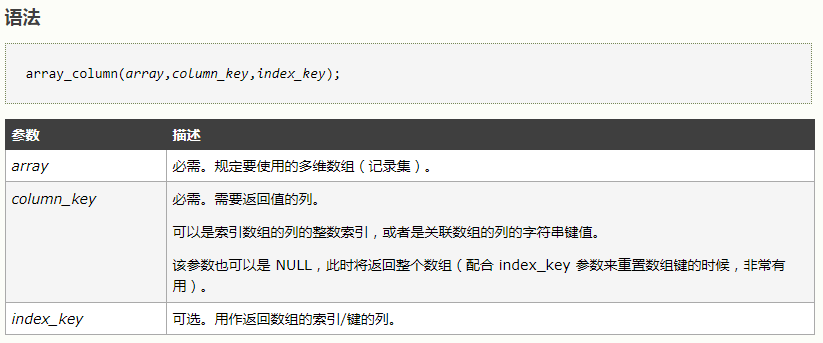 语法
array_column(array,column_key,index_key);
参数 描述
array 必需。规定要使用的多维数组（记录集）。
column_key 必需。需要返回值的列。
可以是索引数组的列的整数索引，或者是关联数组的列的字符串键值。
该参数也可以是 NULL，此时将返回整个数组（配合 index_key 参数来重置数组键的时候，非常有
用）。
index_key 可选。用作返回数组的索引/键的列。